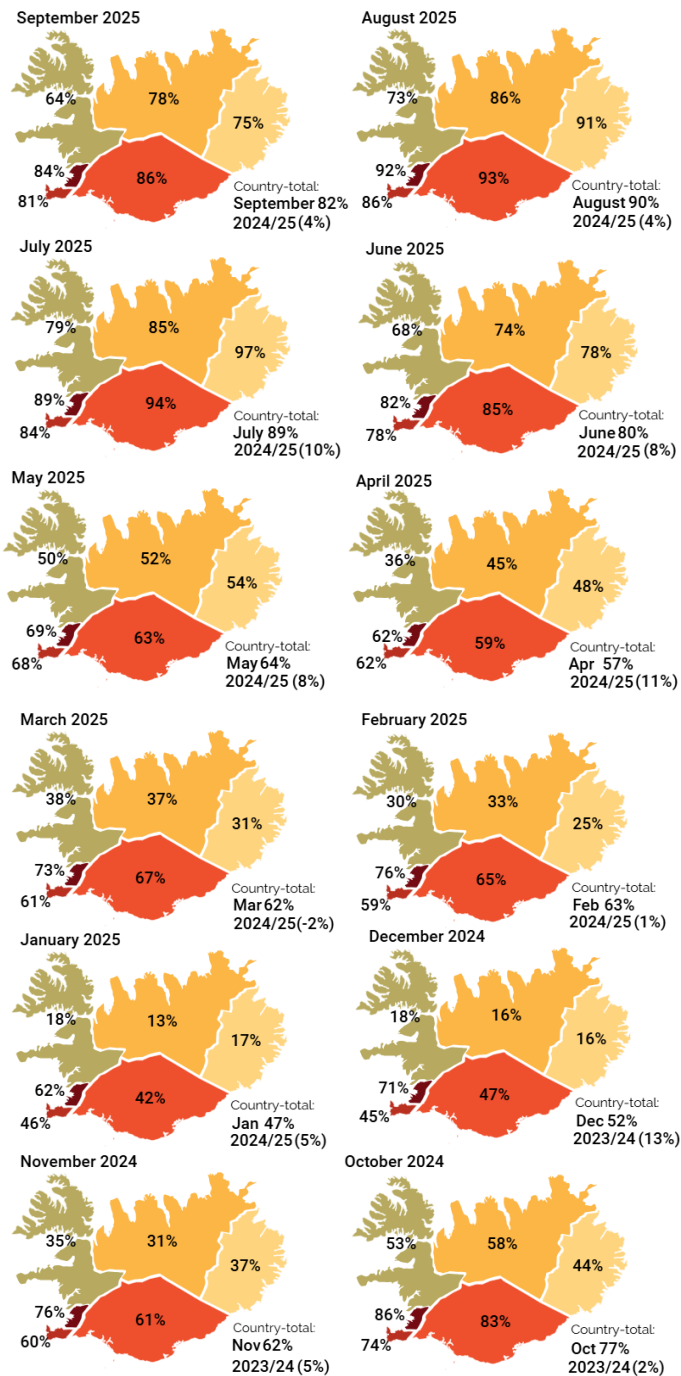 September 2025
64%
78%
75%
84%
86%
81%
Country-total:
September 82%
2024/25 (4%)
August 2025
73%
86%
91%
92%
93%
86%
Country-total:
August 90%
2024/25 (4%)
July 2025
79%
85%
97%
89%
94%
84%
Country-total:
July 89%
2024/25 (10%)
June 2025
68%
74%
78%
82%
85%
78%
Country-total:
June 80%
2024/25 (8%)
May 2025
50%
52%
54%
69%
63%
68%
Country-total:
May 64%
2024/25 (8%)
April 2025
36%
45%
48%
62%
59%
62%
Country-total:
Apr 57%
2024/25 (11%)
March 2025
38%
37%
31%
73%
67%
61%
Country-total:
Mar 62%
2024/25(-2%)
February 2025
30%
33%
25%
76%
65%
59%
Country-total:
Feb 63%
2024/25 (1%)
January 2025
18%
13%
17%
62%
42%
46%
Country-total:
Jan 47%
2024/25 (5%)
December 2024
18%
16%
16%
71%
47%
45%
Country-total:
Dec 52%
2023/24 (13%)
November 2024
35%
31%
37%
76%
61%
60%
Country-total:
Nov 62%
2023/24 (5%)
October 2024
53%
58%
44%
86%
83%
74%
Country-total:
Oct 77%
2023/24 (2%)